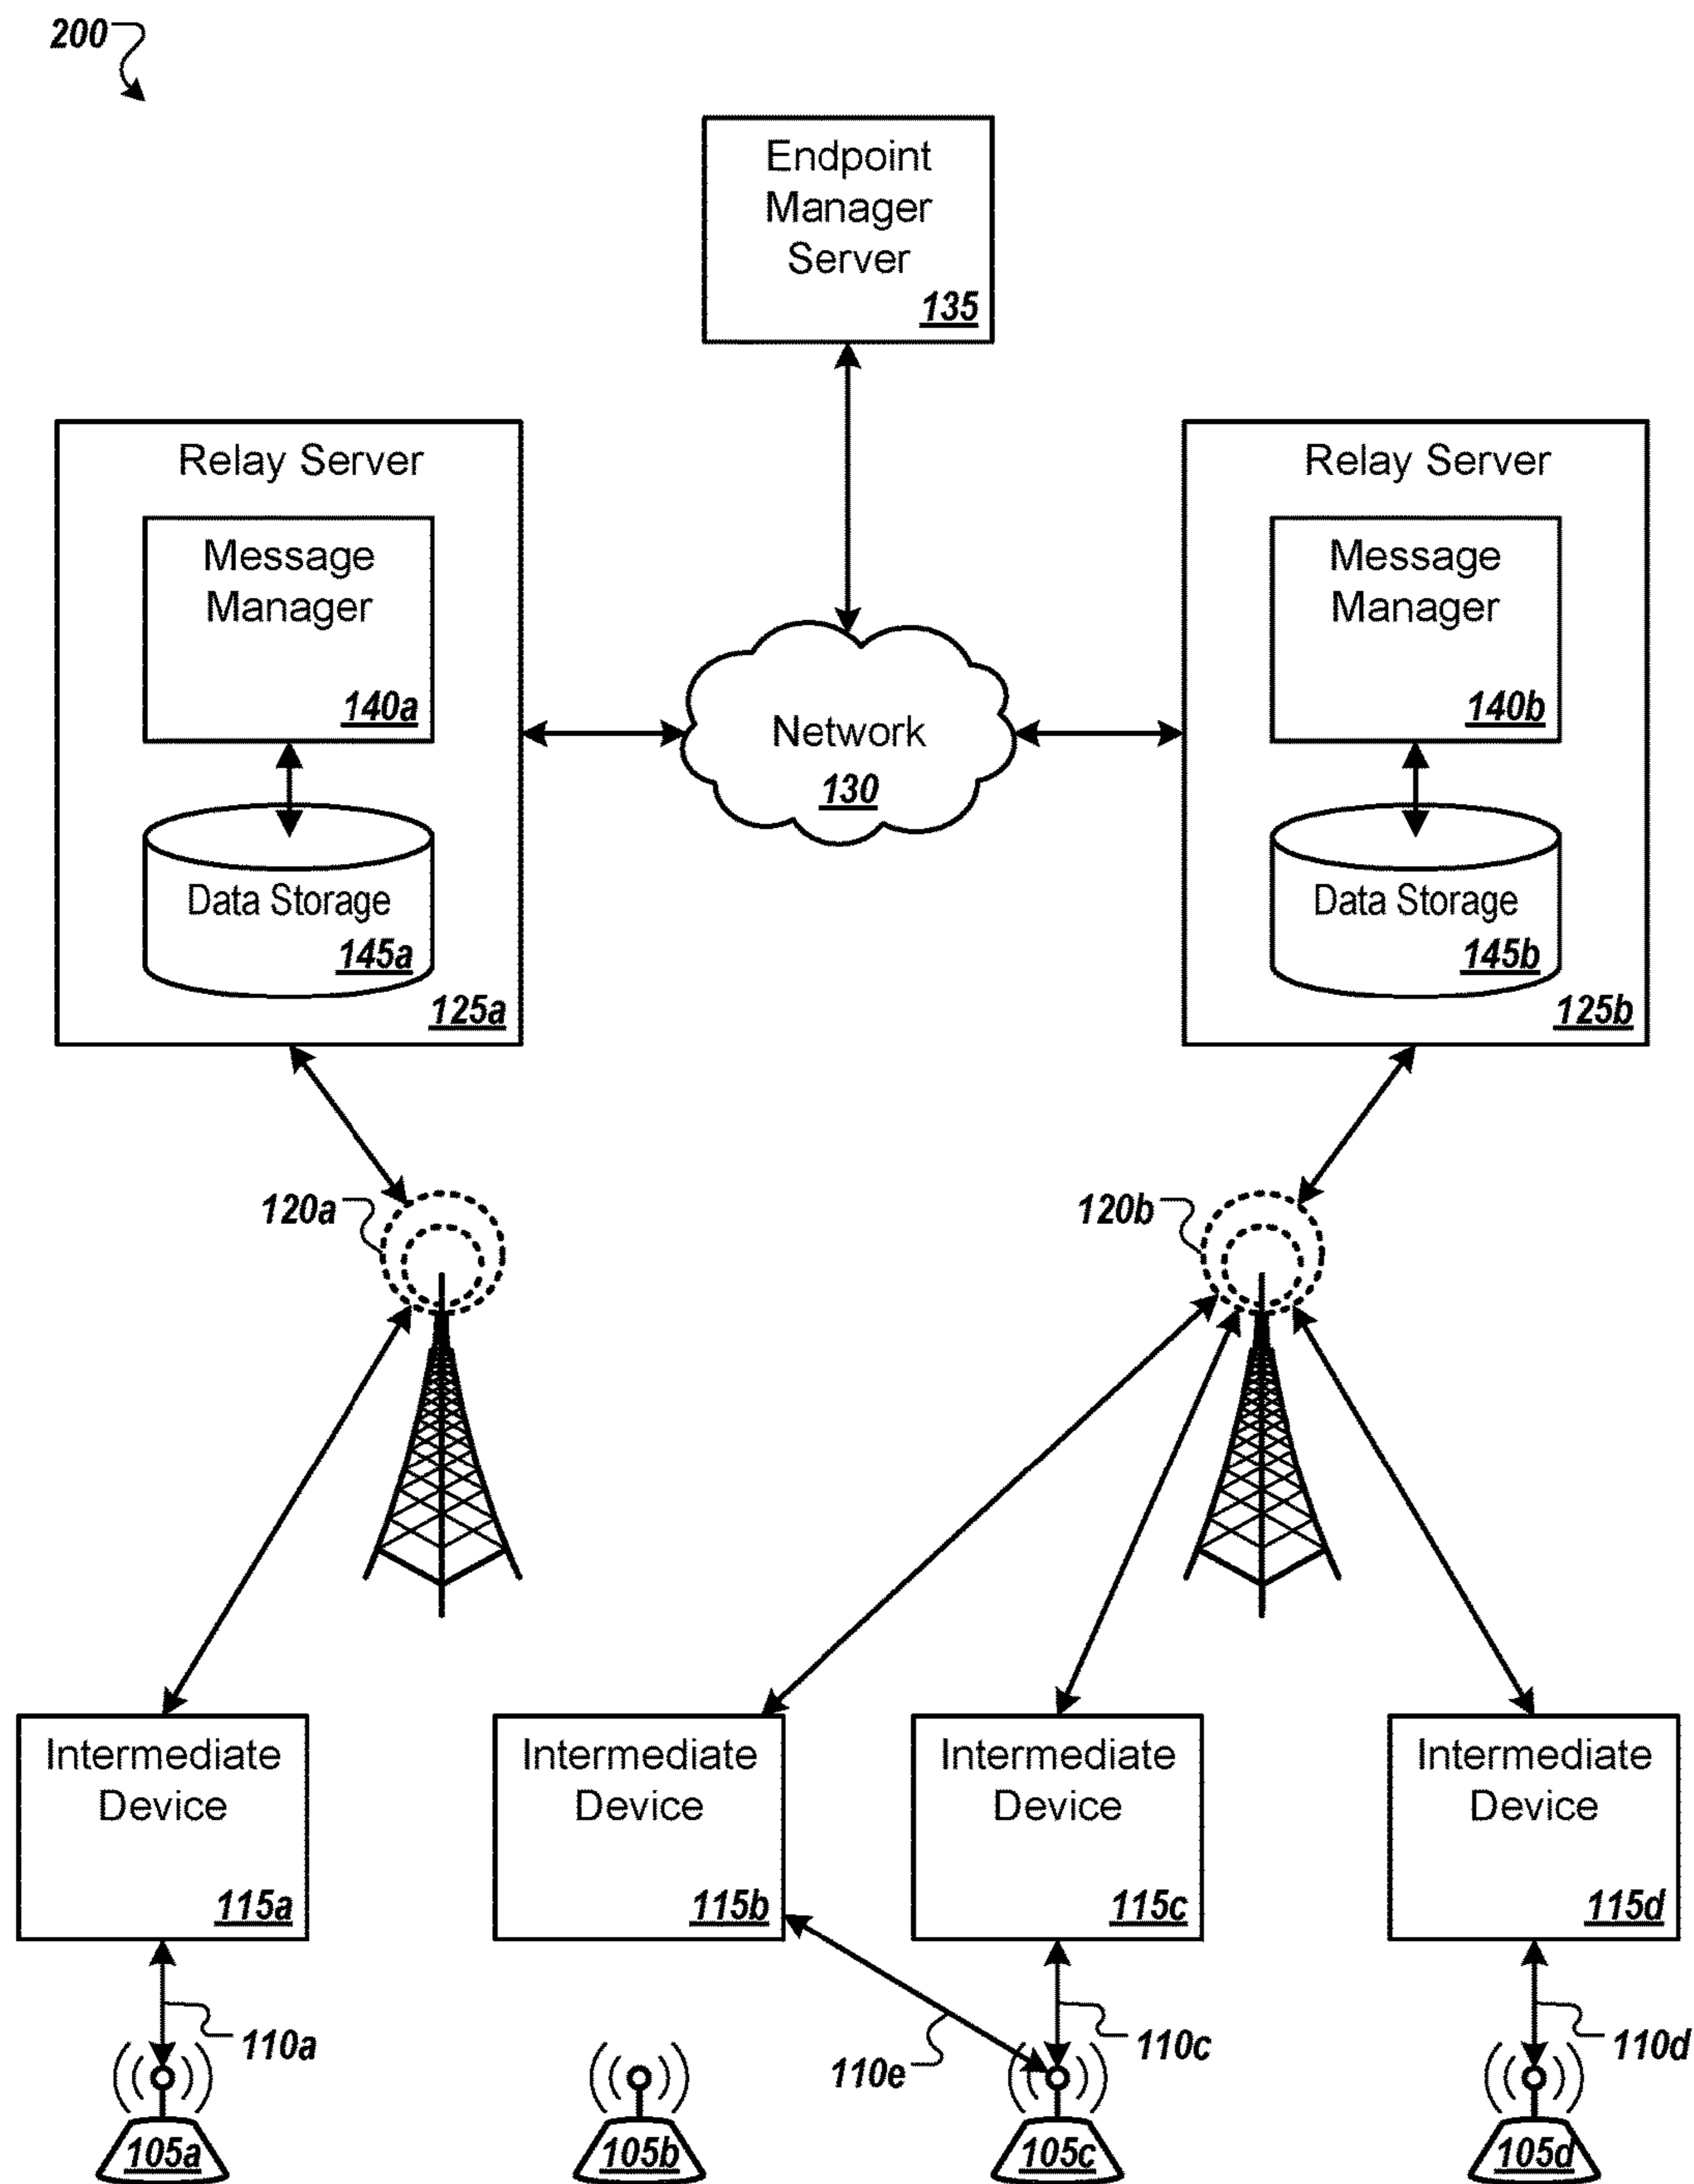 200
Endpoint
Manager
Server
135
Relay Server
Message
Manager
140a
Data Storage
145a
125a
Network
130
Relay Server
Message
Manager
140b
Data Storage
145b
125b
120a
120b
Intermediate
Device
115a
Intermediate
Device
115b
Intermediate
Device
115c
Intermediate
Device
115d
110a
110e
110c
110d
105a
105b
105c
105d